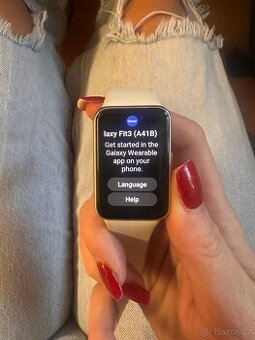 laxy Fit3 (A41B)
Get started in the
Galaxy Wearable
app on your
phone.
Language
Help